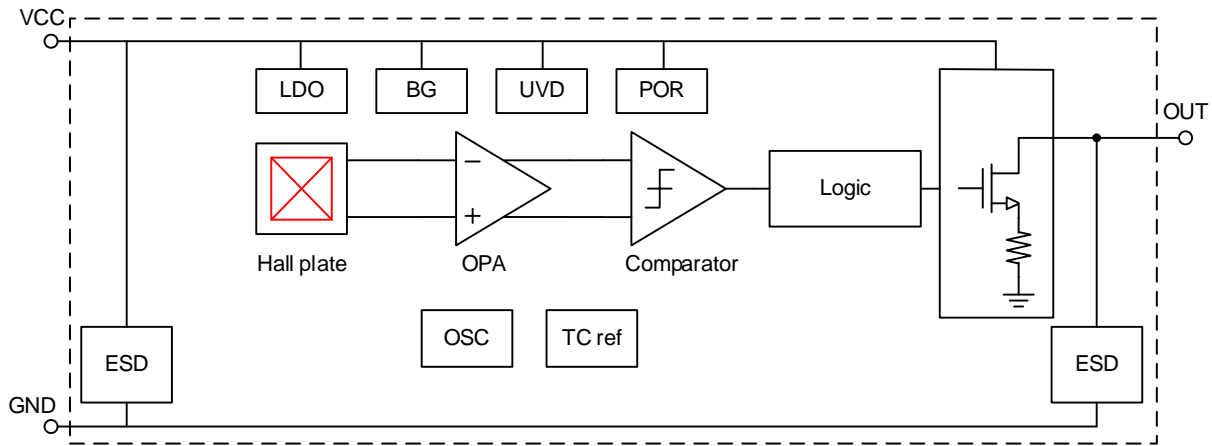 VCC
LDO
BG
UVD
POR
OUT
−
+
Logic
Hall plate
OPA
Comparator
OSC
TC ref
ESD
ESD
GND